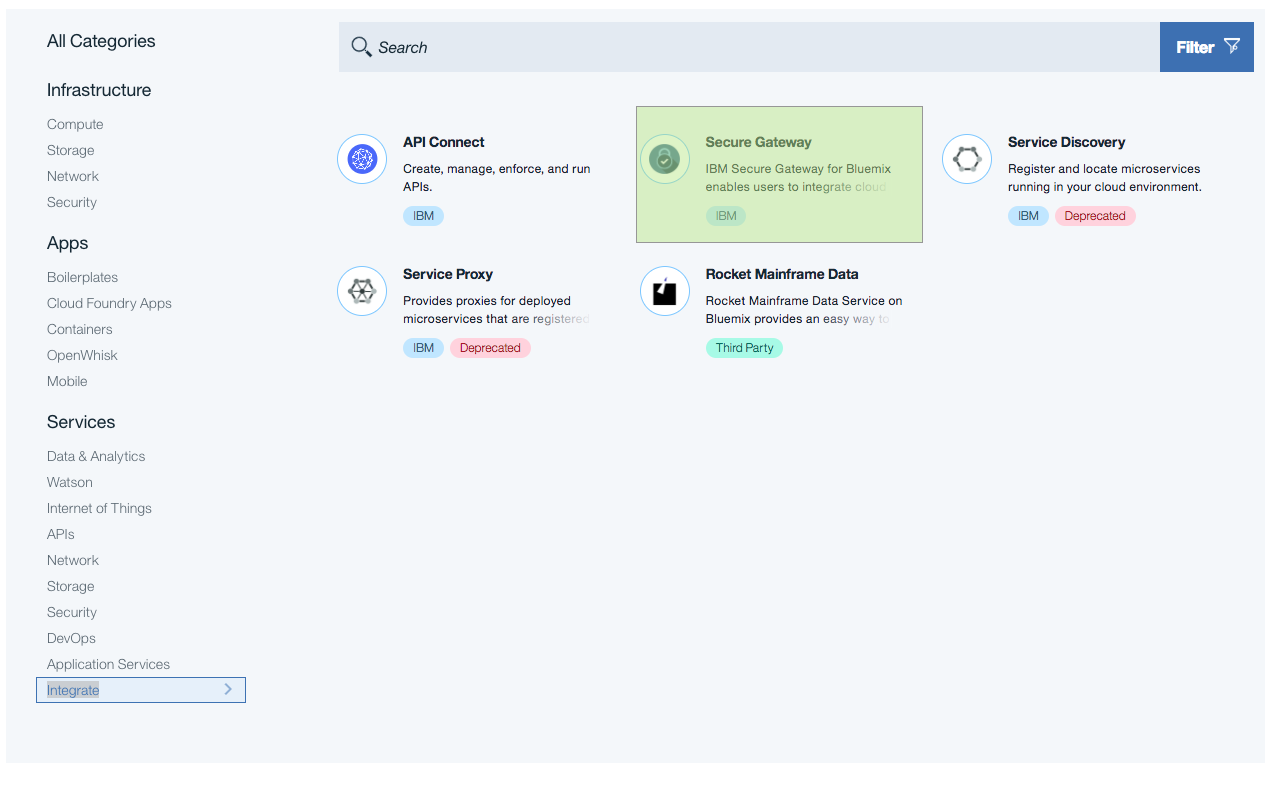 All Categories
Infrastructure
Compute
Storage
Network
Security
Apps
Boilerplates
Cloud Foundry Apps
Containers
OpenWhisk
Mobile
Services
Data & Analytics
Watson
Internet of Things
APIs
Network
Storage
Security
DevOps
Application Services
Integrate
Search
Filter
API Connect
Create, manage, enforce, and run
APIs.
IBM
Secure Gateway
IBM Secure Gateway for Bluemix
enables users to integrate cloud
IBM
Service Discovery
Register and locate microservices
running in your cloud environment.
IBM
Deprecated
Service Proxy
Provides proxies for deployed
microservices that are registered
IBM
Deprecated
Rocket Mainframe Data
Rocket Mainframe Data Service on
Bluemix provides an easy way to
Third Party